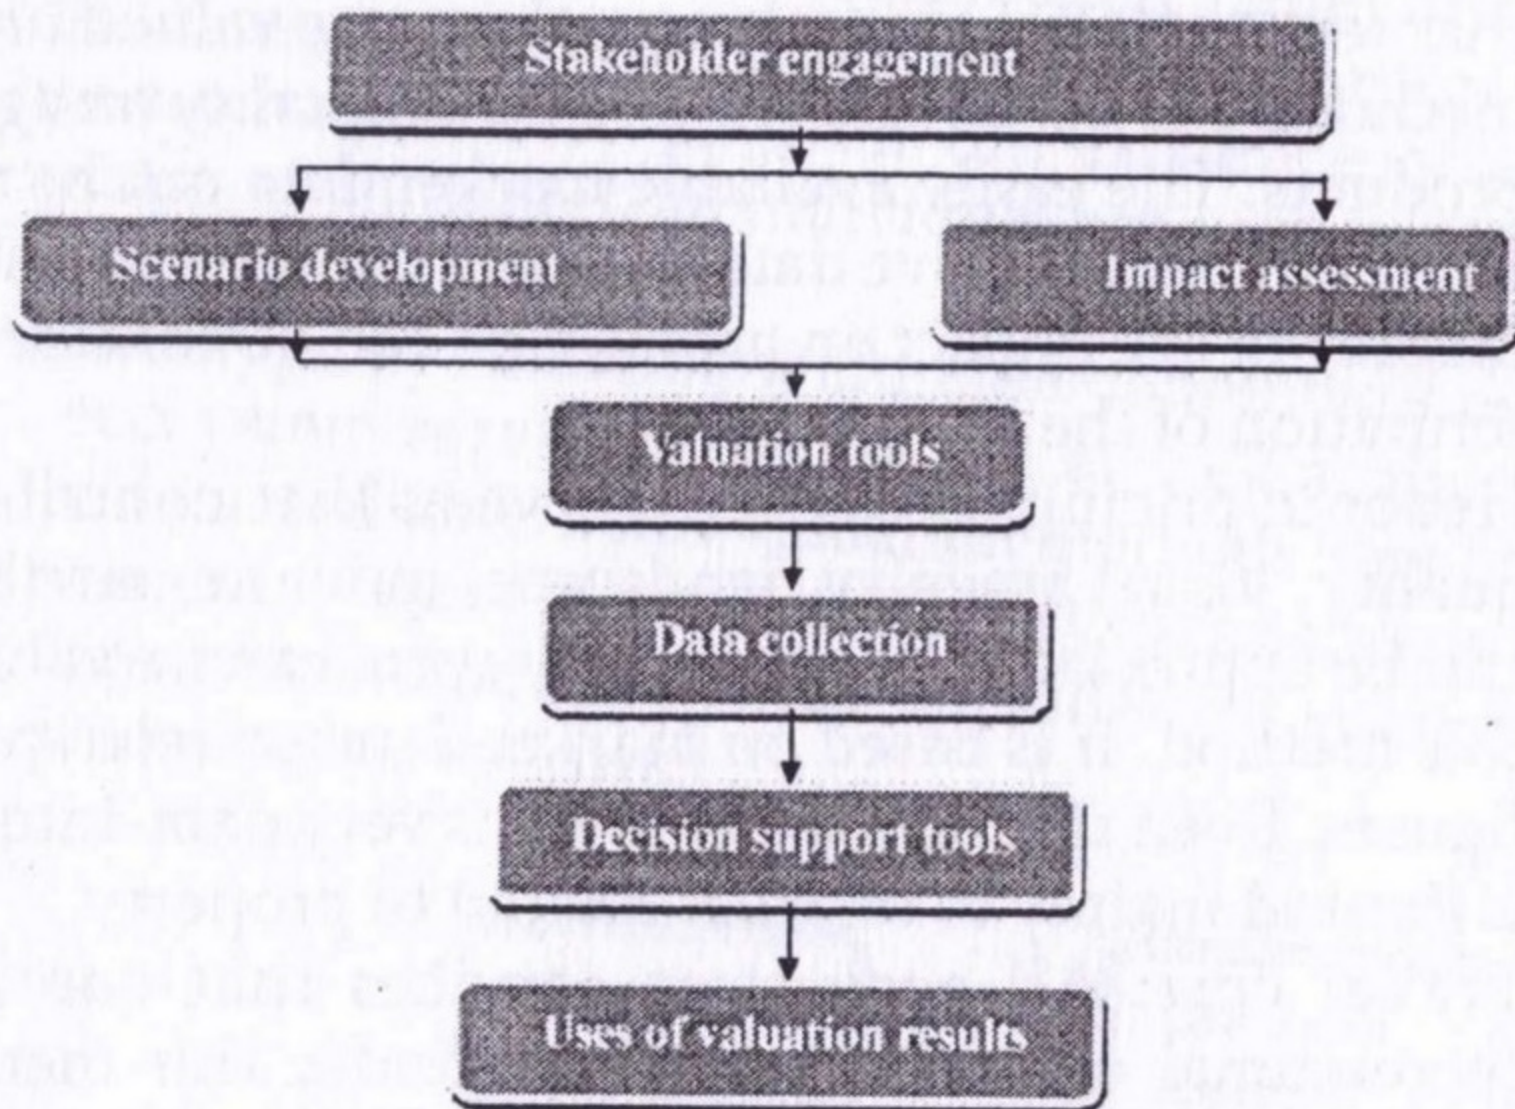 Stakeholder engagement
Scenario development
Impact assessment
Valuation tools
Data collection
Decision support tools
Uses of valuation results